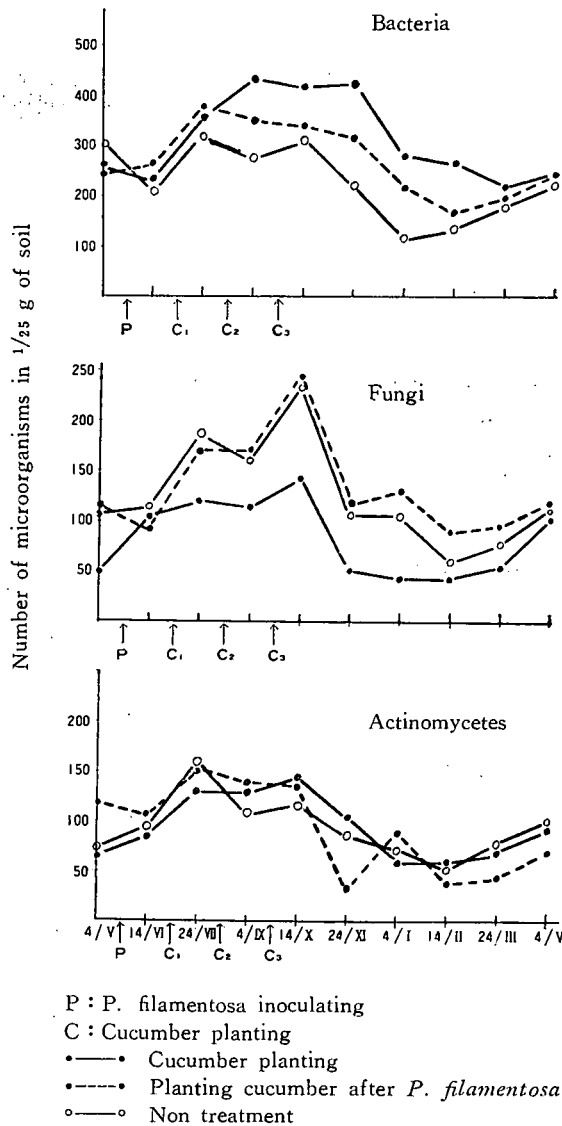 Bacteria
500
400
300
200
100
P C₁ C₂ C₃
Number of microorganisms in 1/25 g of soil
Fungi
250
200
150
100
50
P C₁ C₂ C₃
Actinomycetes
200
150
100
50
4/V 14/VI 24/VII 4/IX 14/X 24/XI 4/I 14/II 24/III 4/V
P C₁ C₂ C₃
P : P. filamentosa inoculating
C : Cucumber planting
Cucumber planting
Planting cucumber after P. filamentosa
Non treatment